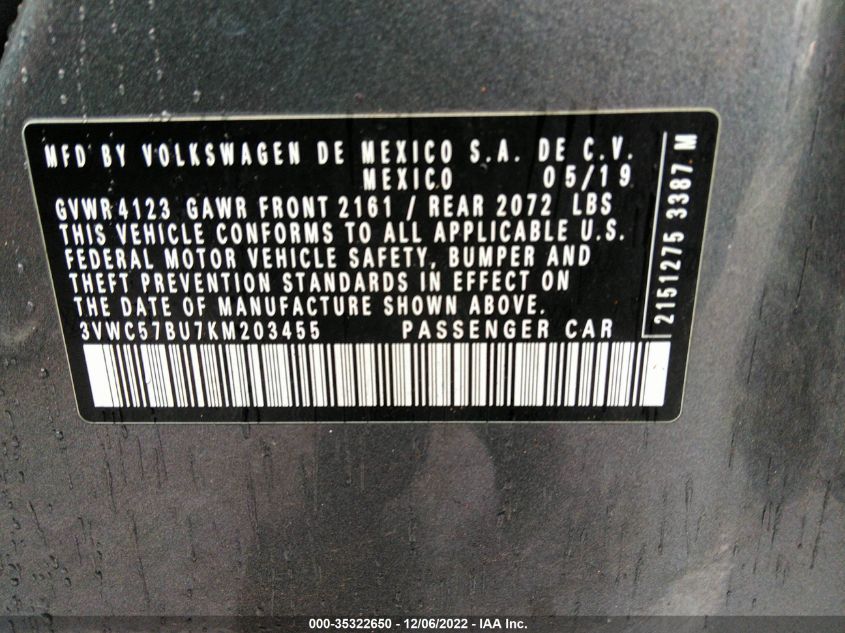 MFD BY VOLKSWAGEN DE MEXICO S.A. DE C.V.
MEXICO 05/19
GVWR 4123 GAWR FRONT 2161 / REAR 2072 LBS
THIS VEHICLE CONFORMS TO ALL APPLICABLE U.S.
FEDERAL MOTOR VEHICLE SAFETY, BUMPER AND
THEFT PREVENTION STANDARDS IN EFFECT ON
THE DATE OF MANUFACTURE SHOWN ABOVE.
3VWC57BU7KM203455 PASSENGER CAR
2151275 3387 M
000-35322650 - 12/06/2022 - IAA Inc.